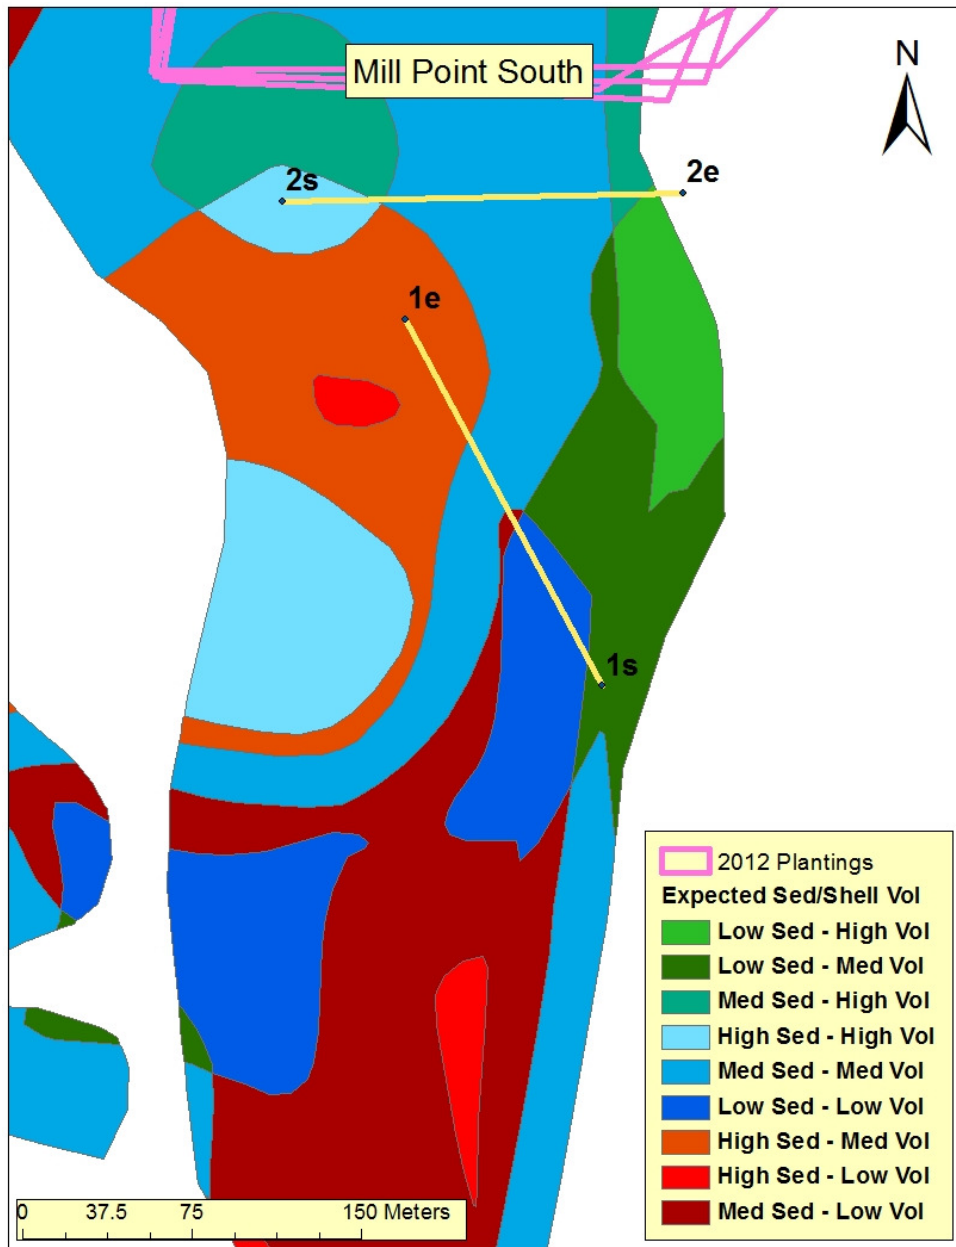 Mill Point South
N
2s
2e
1e
1s
2012 Plantings
Expected Sed/Shell Vol
Low Sed - High Vol
Low Sed - Med Vol
Med Sed - High Vol
High Sed - High Vol
Med Sed - Med Vol
Low Sed - Low Vol
High Sed - Med Vol
High Sed - Low Vol
Med Sed - Low Vol
0 37.5 75 150 Meters